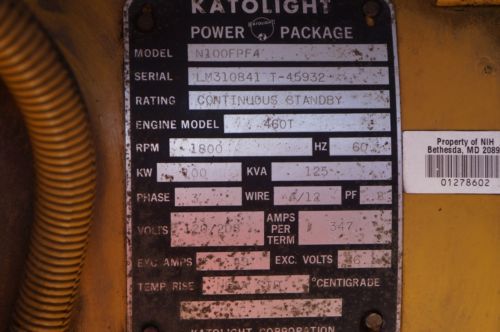 KATOLIGHT
POWER PACKAGE
MODEL N100FPF4
SERIAL LM310841 T-45932
RATING CONTINUOUS STANDBY
ENGINE MODEL 460T
RPM 1800 HZ 60
KW 100 KVA 125
PHASE 3 WIRE 4/12 PF
VOLTS 120/208 AMPS PER TERM 347
EXC AMPS EXC. VOLTS
TEMP. RISE °CENTIGRADE
KATOLIGHT CORPORATION
Property of NIH
Bethesda, MD 2089
01278602